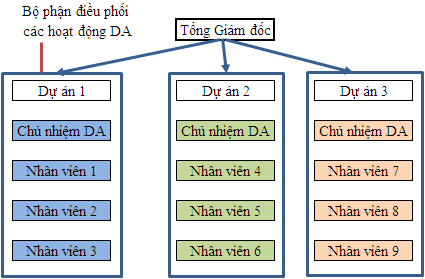 Bộ phận điều phối
các hoạt động DA
Tổng Giám đốc
Dự án 1
Chủ nhiệm DA
Nhân viên 1
Nhân viên 2
Nhân viên 3
Dự án 2
Chủ nhiệm DA
Nhân viên 4
Nhân viên 5
Nhân viên 6
Dự án 3
Chủ nhiệm DA
Nhân viên 7
Nhân viên 8
Nhân viên 9